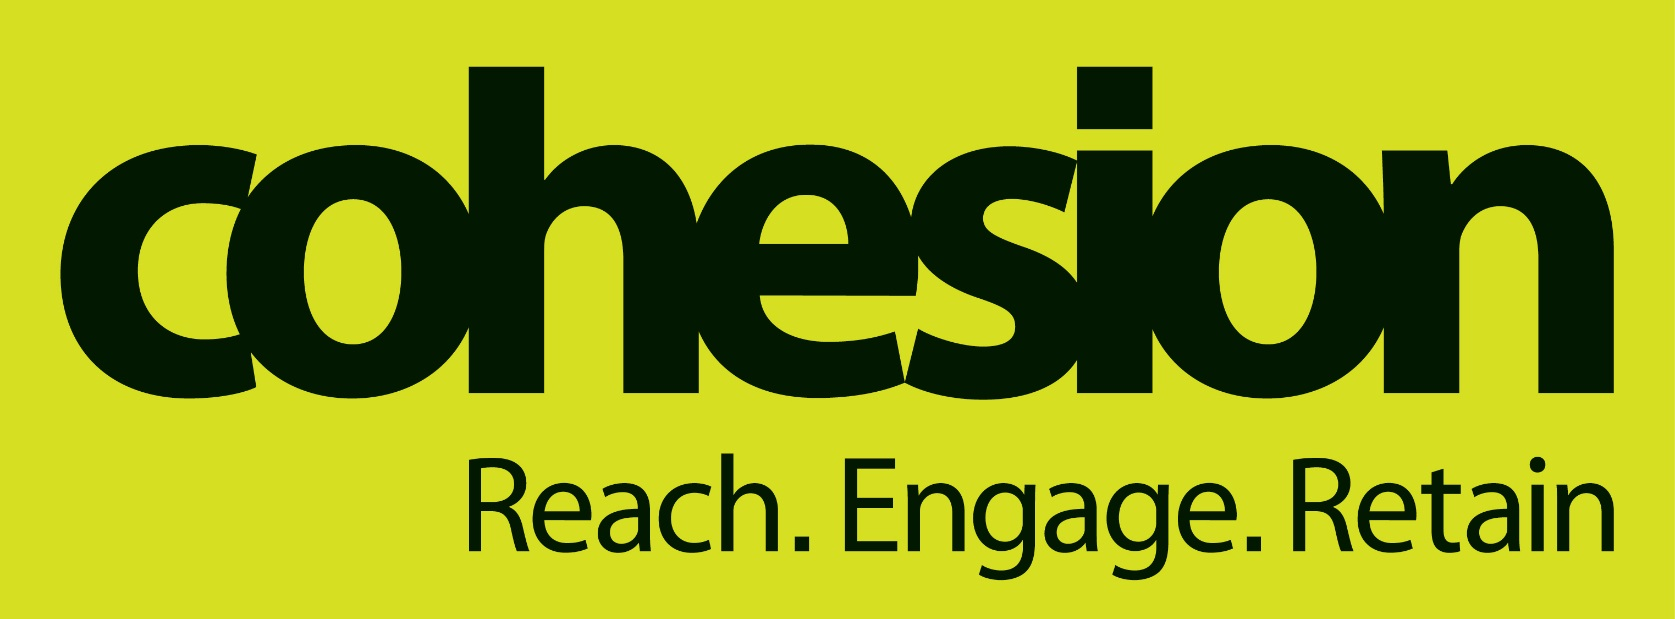 cohesion
Reach. Engage. Retain